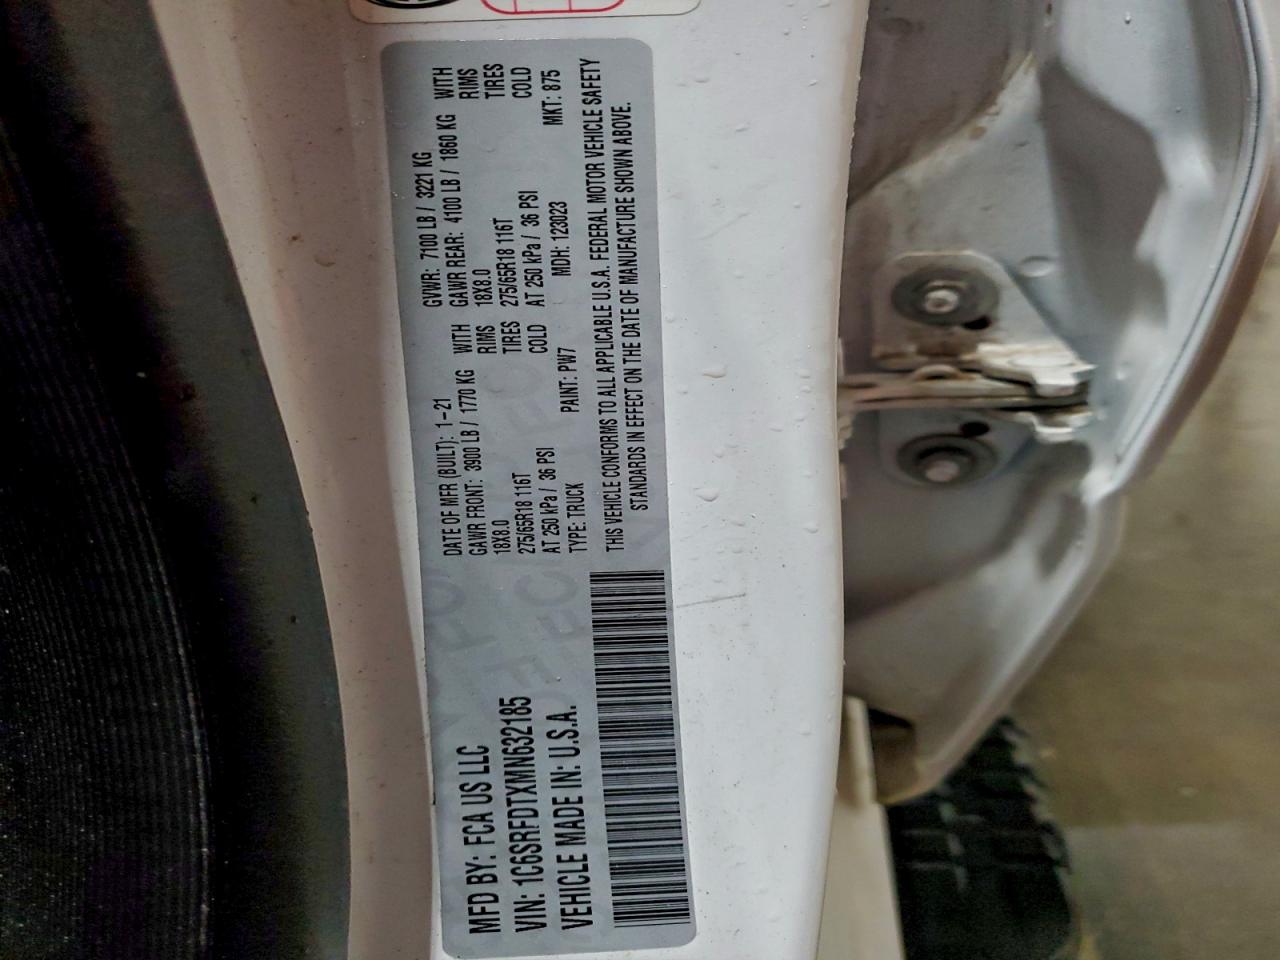 MFD BY: FCA US LLC
VIN: 1C6SRFDTXMN632185
VEHICLE MADE IN: U.S.A.
DATE OF MFR (BUILT): 1-21
GAWR FRONT: 3900 LB / 1770 KG WITH
18X8.0 RIMS
275/65R18 116T TIRES
AT 250 kPa / 36 PSI COLD
TYPE: TRUCK PAINT: PW7
GVWR: 7100 LB / 3221 KG
GAWR REAR: 4100 LB / 1860 KG WITH
18X8.0 RIMS
275/65R18 116T TIRES
AT 250 kPa / 36 PSI COLD
MDH: 123023 MKT: 875
THIS VEHICLE CONFORMS TO ALL APPLICABLE U.S.A. FEDERAL MOTOR VEHICLE SAFETY
STANDARDS IN EFFECT ON THE DATE OF MANUFACTURE SHOWN ABOVE.